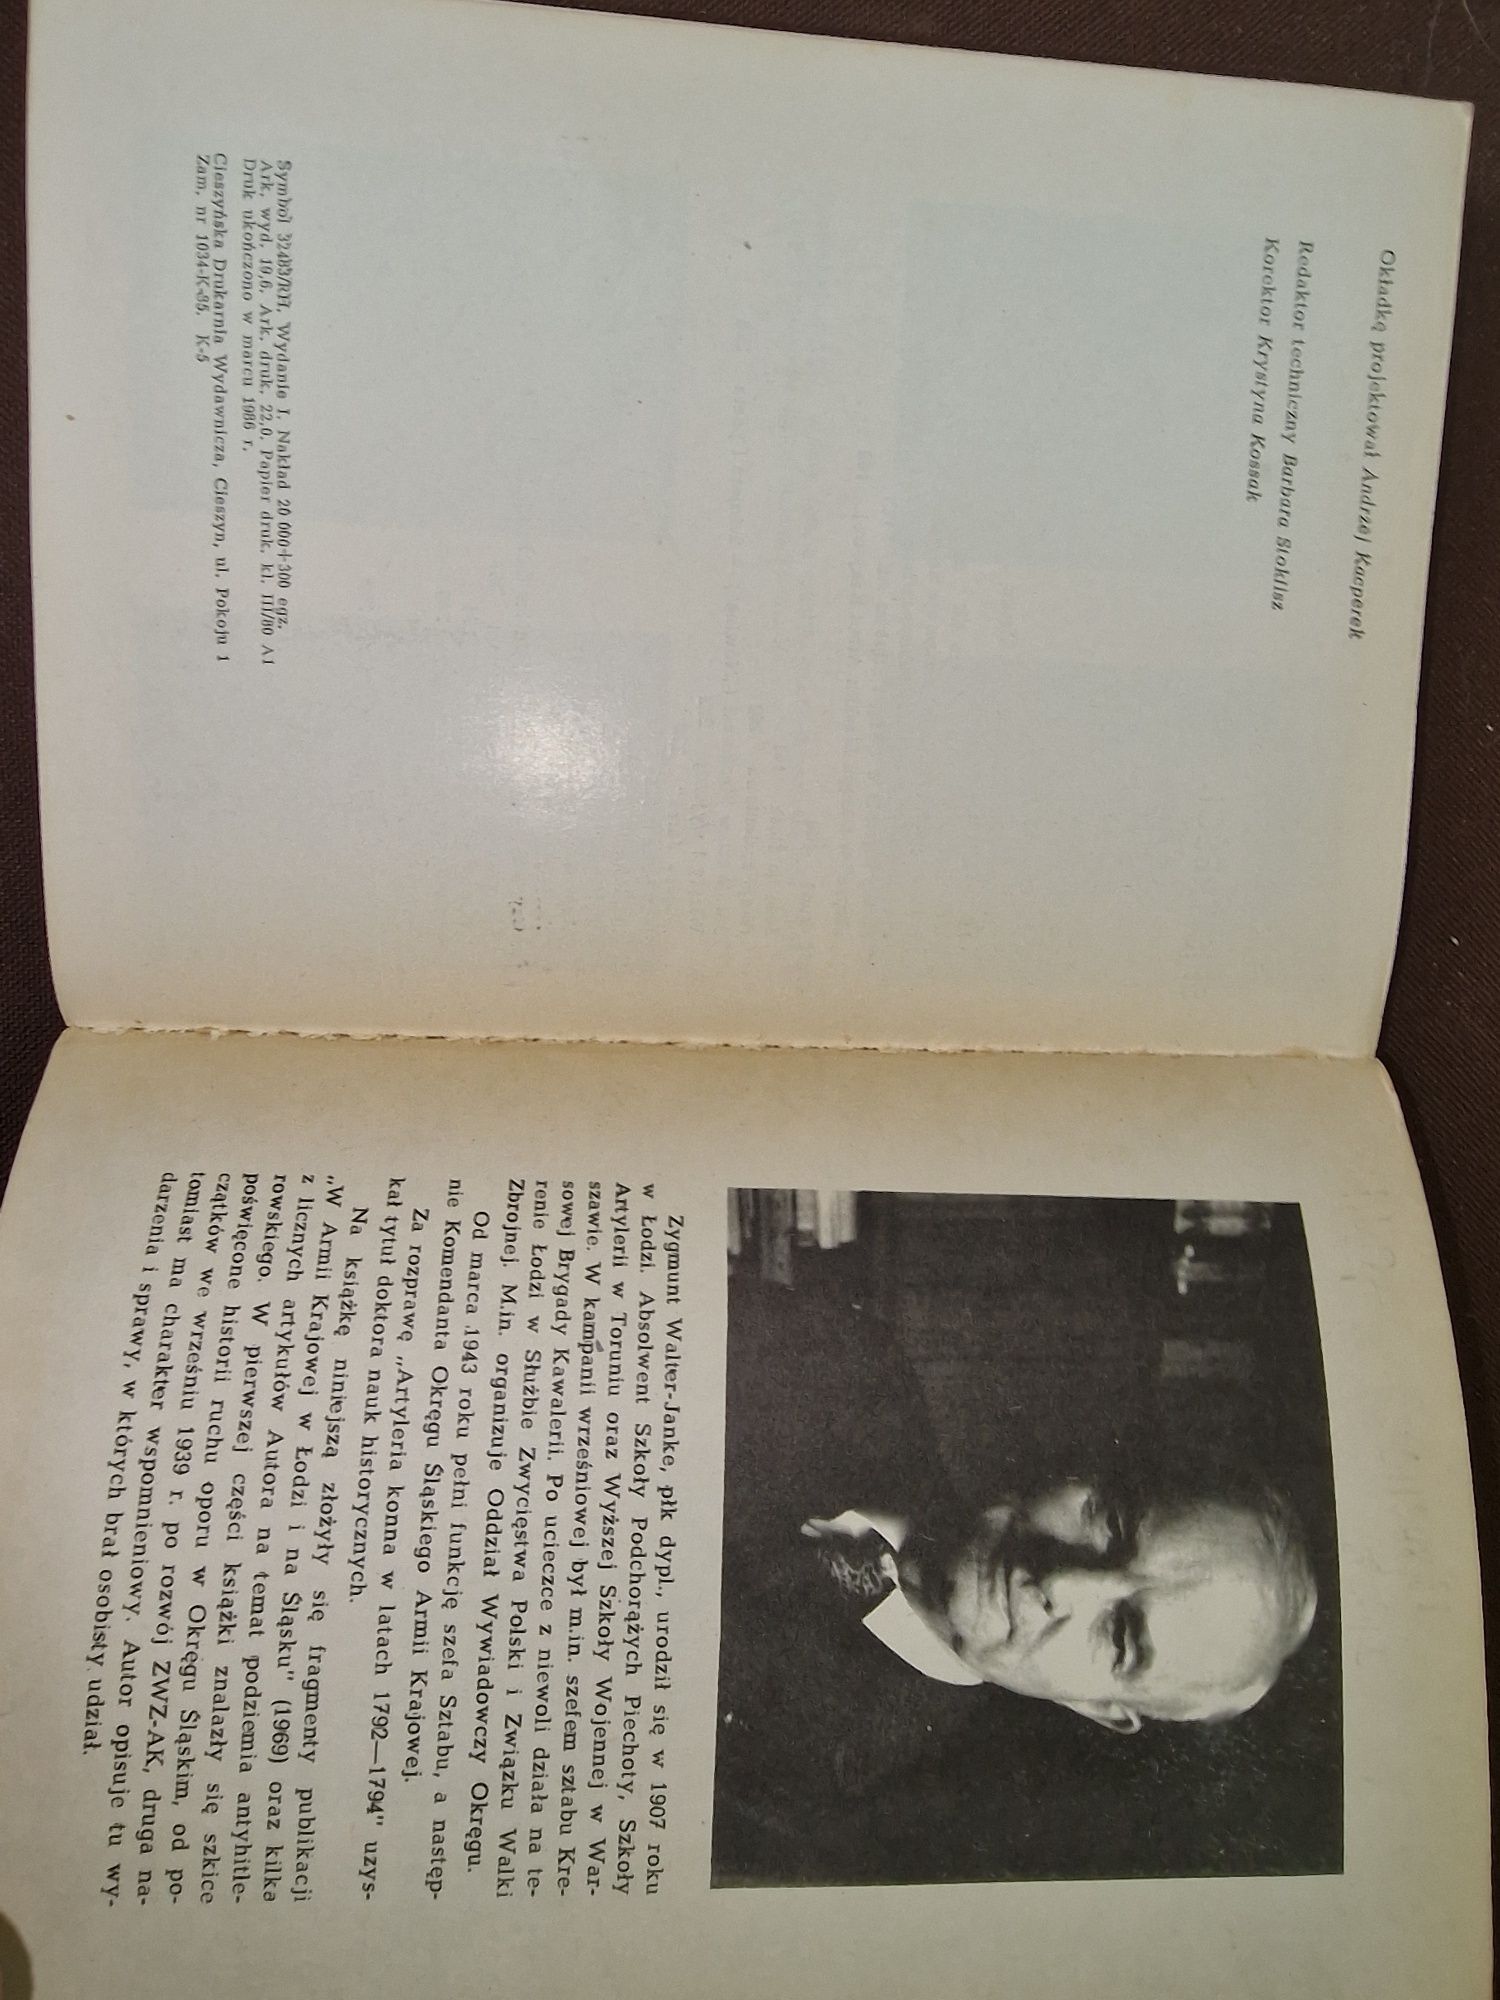 Okładkę projektował Andrzej Kacperek
Redaktor techniczny Barbara Stoklisz
Korektor Krystyna Kossak
Symbol 32483/RH. Wydanie I. Nakład 20 000+300 egz.
Ark. wyd. 19,6. Ark. druk. 22,0. Papier druk. kl. III/80 A1
Druk ukończono w marcu 1986 r.
Cieszyńska Drukarnia Wydawnicza, Cieszyn, ul. Pokoju 1
Zam. nr 1034-K-85. K-5
Zygmunt Walter-Janke, płk dypl., urodził się w 1907 roku
w Łodzi. Absolwent Szkoły Podchorążych Piechoty, Szkoły
Artylerii w Toruniu oraz Wyższej Szkoły Wojennej w War-
szawie. W kampanii wrześniowej był m.in. szefem sztabu Kre-
sowej Brygady Kawalerii. Po ucieczce z niewoli działa na te-
renie Łodzi w Służbie Zwycięstwa Polski i Związku Walki
Zbrojnej. M.in. organizuje Oddział Wywiadowczy Okręgu.
Od marca 1943 roku pełni funkcję szefa Sztabu, a następ-
nie Komendanta Okręgu Śląskiego Armii Krajowej.
Za rozprawę „Artyleria konna w latach 1792—1794" uzys-
kał tytuł doktora nauk historycznych.
Na książkę niniejszą złożyły się fragmenty publikacji
„W Armii Krajowej w Łodzi i na Śląsku" (1969) oraz kilka
z licznych artykułów Autora na temat podziemia antyhitle-
rowskiego. W pierwszej części książki znalazły się szkice
poświęcone historii ruchu oporu w Okręgu Śląskim, od po-
czątków we wrześniu 1939 r. po rozwój ZWZ-AK, druga na-
tomiast ma charakter wspomnieniowy. Autor opisuje tu wy-
darzenia i sprawy, w których brał osobisty udział.